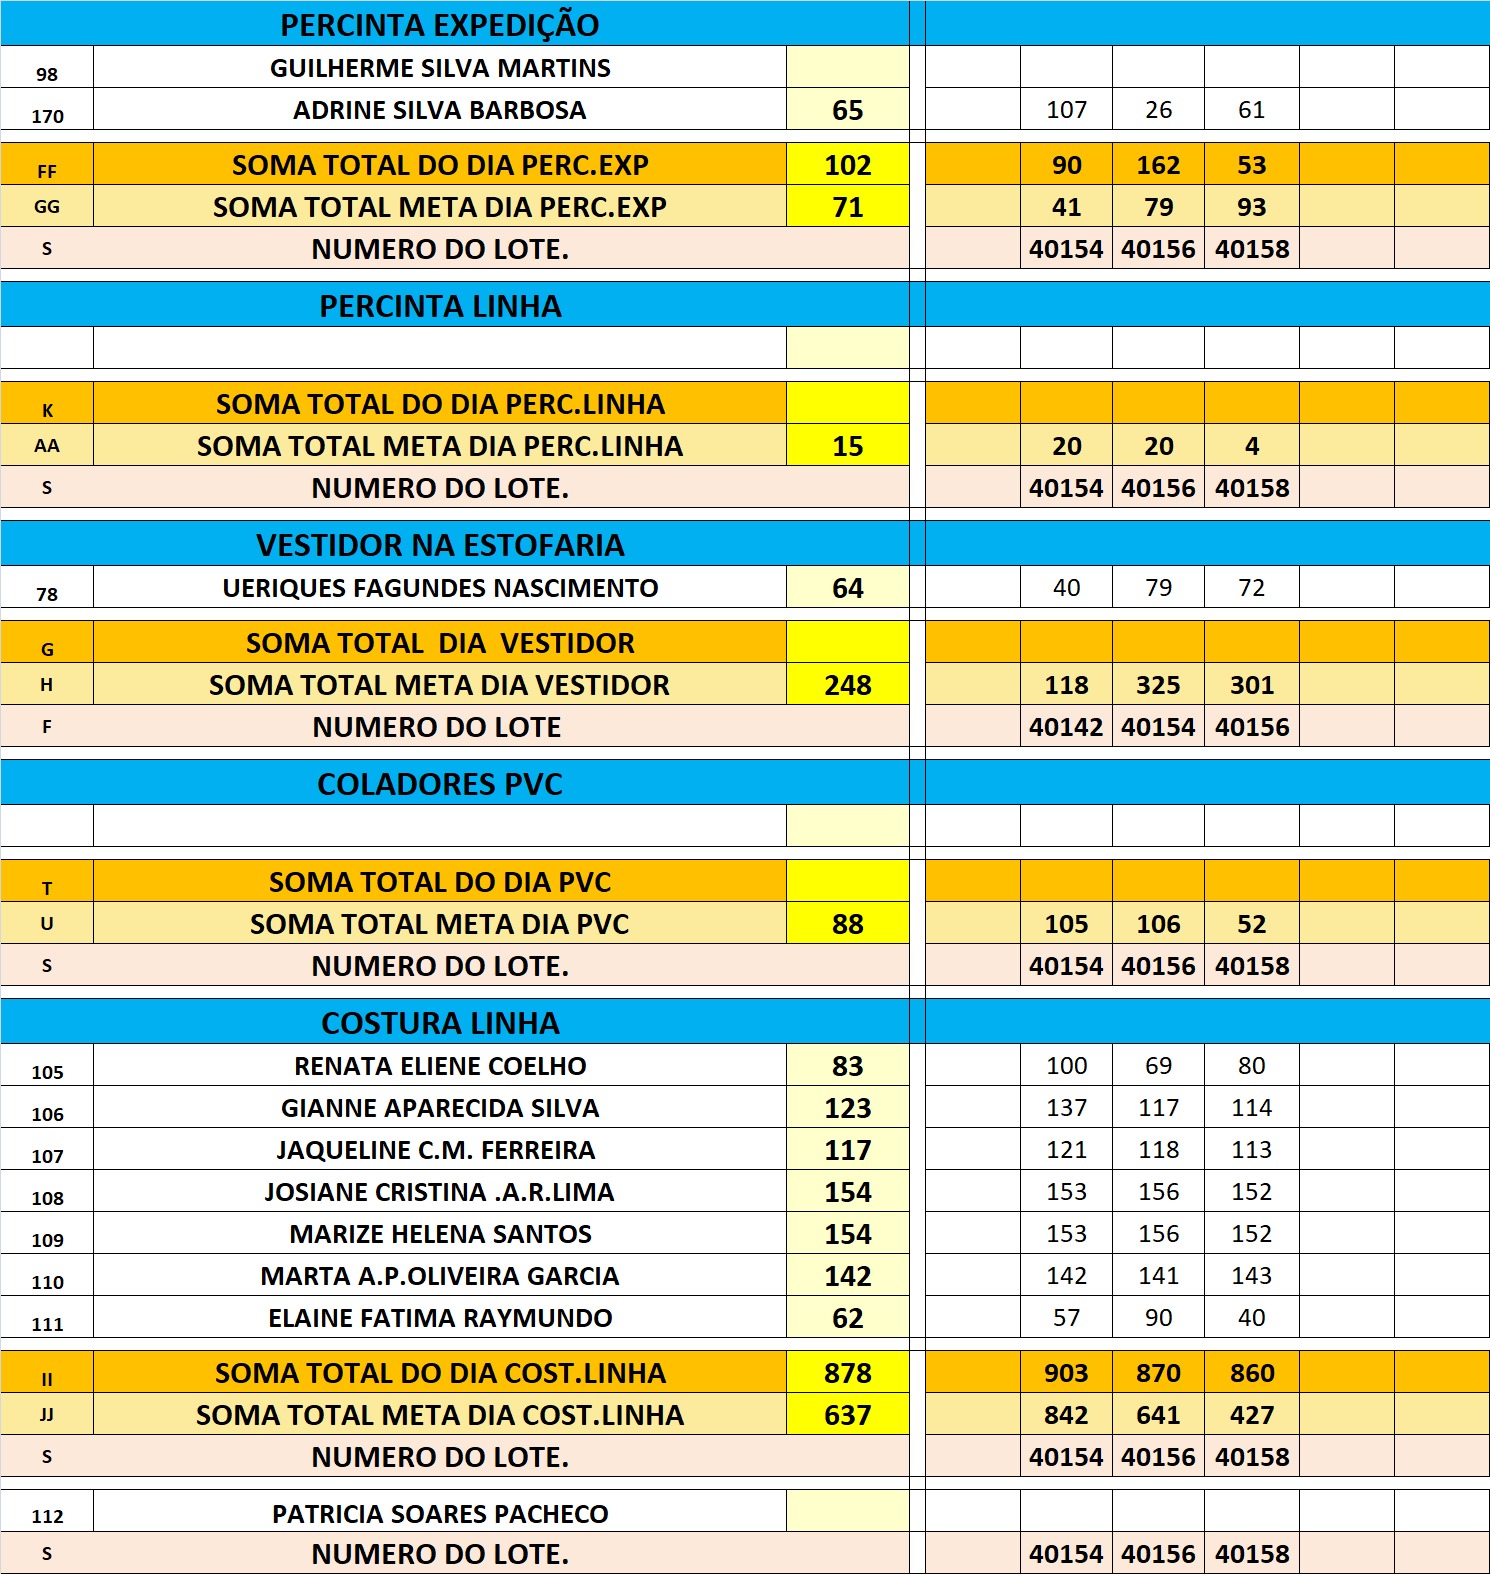 PERCINTA EXPEDIÇÃO
98 GUILHERME SILVA MARTINS
170 ADRINE SILVA BARBOSA 65 107 26 61
FF SOMA TOTAL DO DIA PERC.EXP 102 90 162 53
GG SOMA TOTAL META DIA PERC.EXP 71 41 79 93
S NUMERO DO LOTE. 40154 40156 40158
PERCINTA LINHA
K SOMA TOTAL DO DIA PERC.LINHA
AA SOMA TOTAL META DIA PERC.LINHA 15 20 20 4
S NUMERO DO LOTE. 40154 40156 40158
VESTIDOR NA ESTOFARIA
78 UERIQUES FAGUNDES NASCIMENTO 64 40 79 72
G SOMA TOTAL DIA VESTIDOR
H SOMA TOTAL META DIA VESTIDOR 248 118 325 301
F NUMERO DO LOTE 40142 40154 40156
COLADORES PVC
T SOMA TOTAL DO DIA PVC
U SOMA TOTAL META DIA PVC 88 105 106 52
S NUMERO DO LOTE. 40154 40156 40158
COSTURA LINHA
105 RENATA ELIENE COELHO 83 100 69 80
106 GIANNE APARECIDA SILVA 123 137 117 114
107 JAQUELINE C.M. FERREIRA 117 121 118 113
108 JOSIANE CRISTINA .A.R.LIMA 154 153 156 152
109 MARIZE HELENA SANTOS 154 153 156 152
110 MARTA A.P.OLIVEIRA GARCIA 142 142 141 143
111 ELAINE FATIMA RAYMUNDO 62 57 90 40
II SOMA TOTAL DO DIA COST.LINHA 878 903 870 860
JJ SOMA TOTAL META DIA COST.LINHA 637 842 641 427
S NUMERO DO LOTE. 40154 40156 40158
112 PATRICIA SOARES PACHECO
S NUMERO DO LOTE. 40154 40156 40158